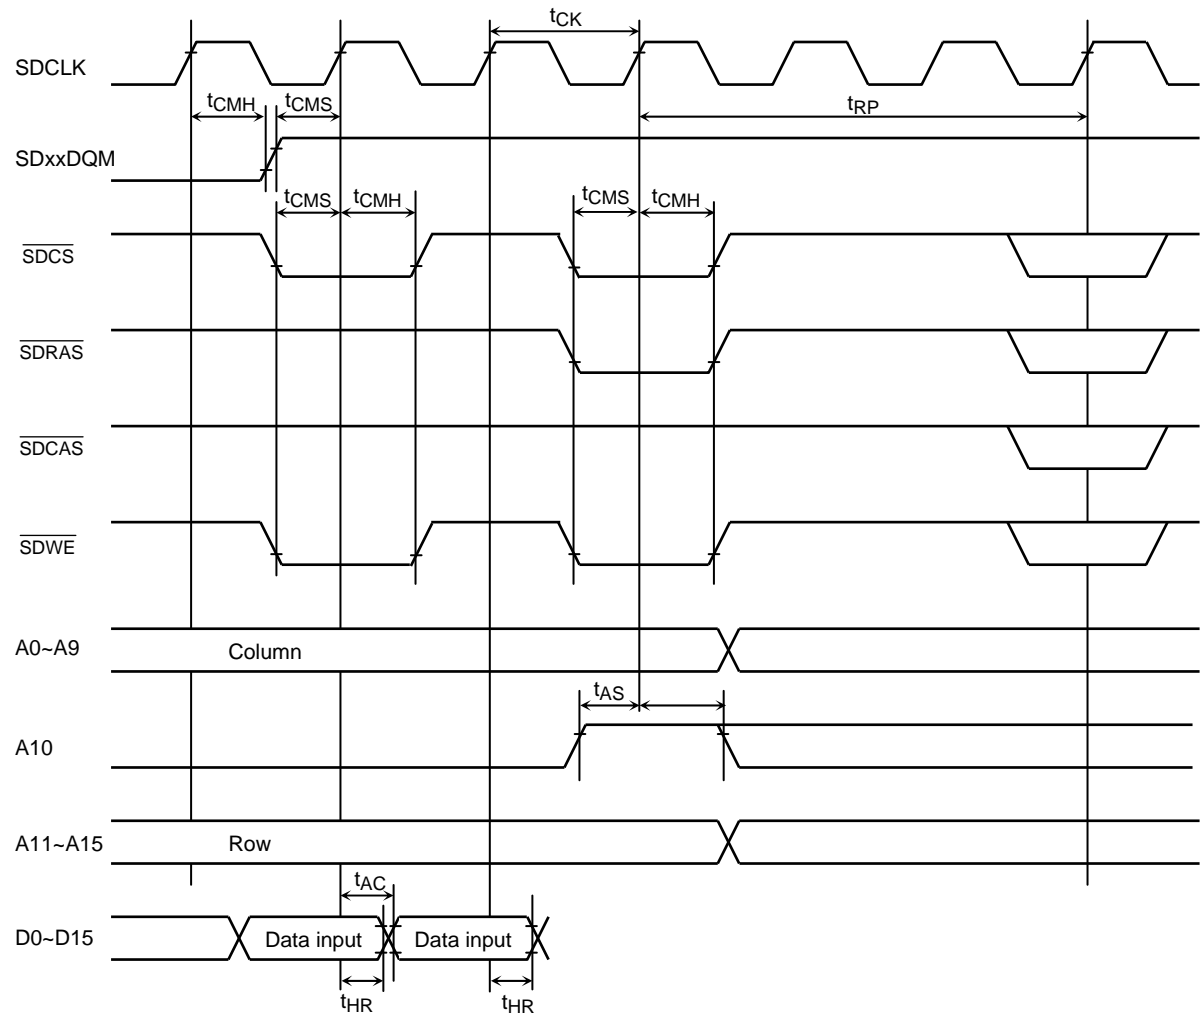 tCK
SDCLK
tCMH tCMS tRP
SDxxDQM
tCMS tCMH tCMS tCMH
SDCS
SDRAS
SDCAS
SDWE
A0~A9 Column
tAS
A10
A11~A15 Row
tAC
D0~D15 Data input Data input
tHR tHR